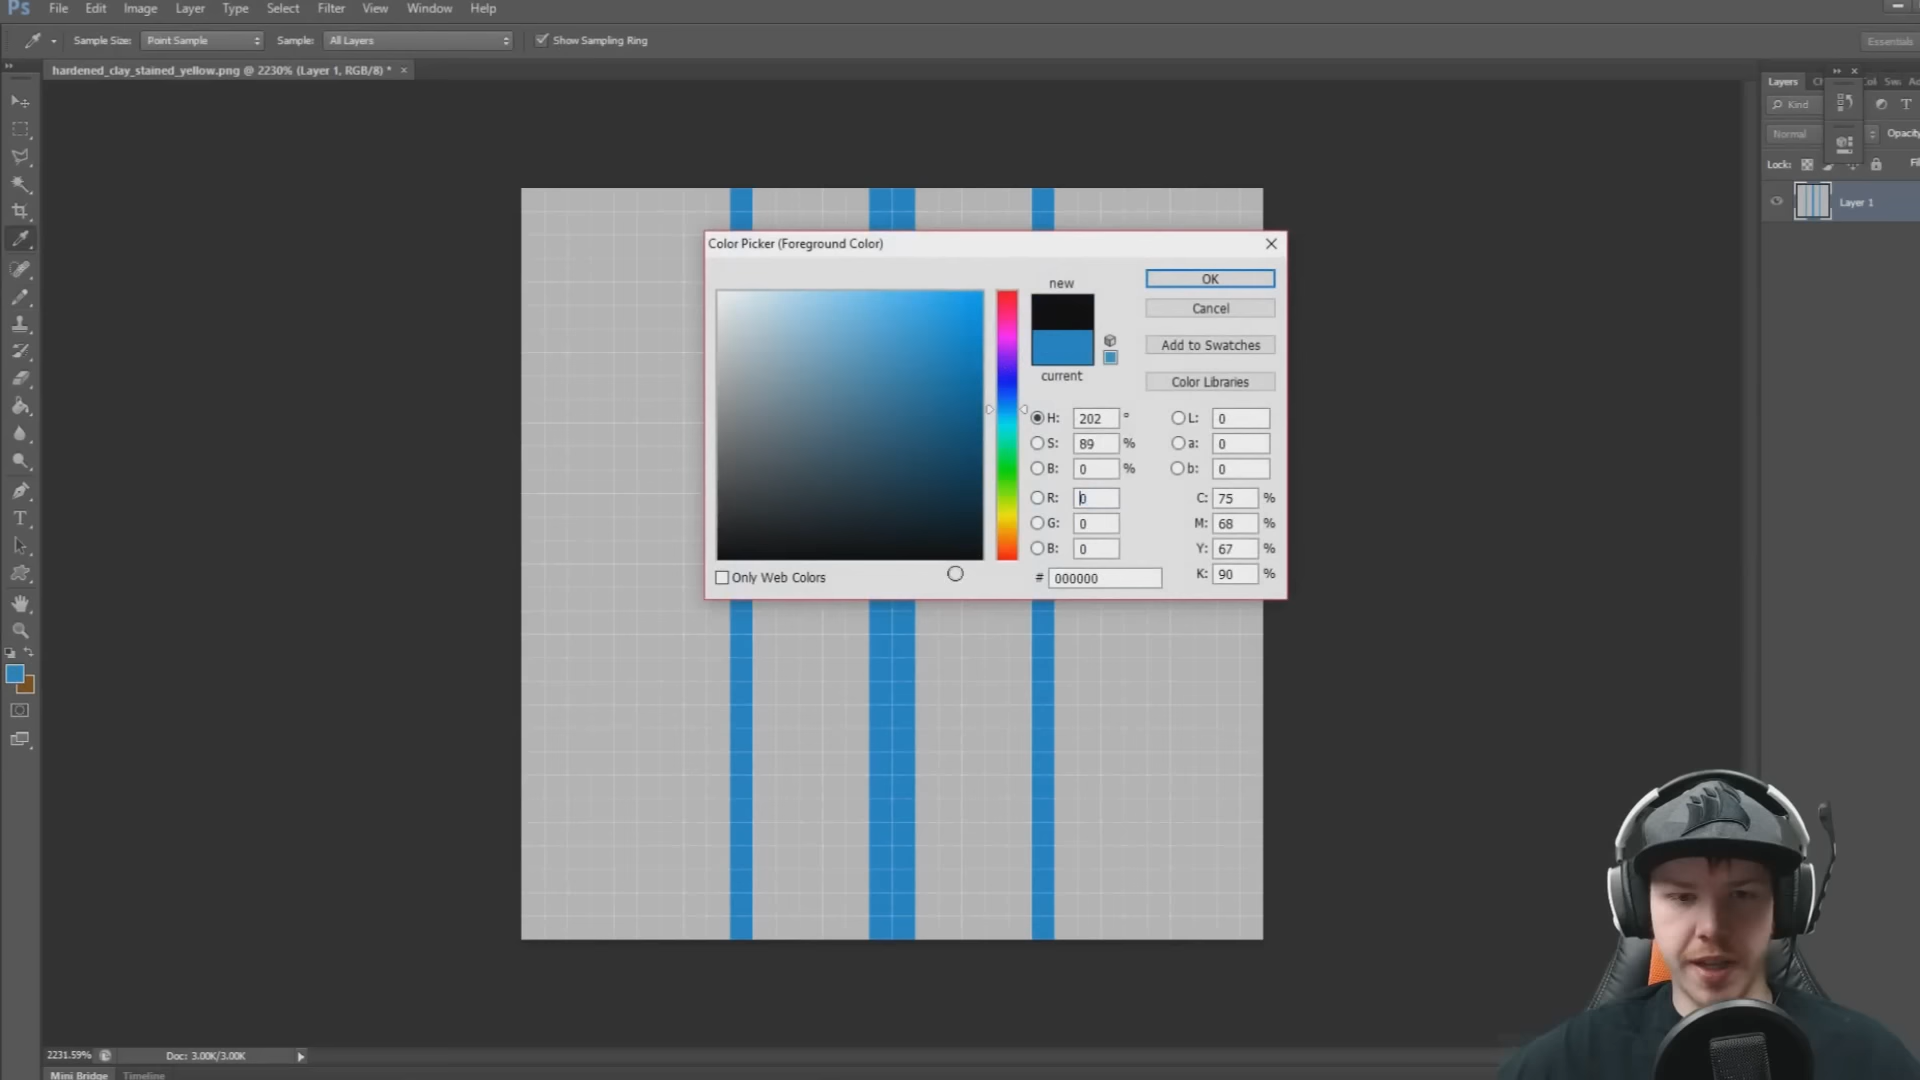 Ps File Edit Image Layer Type Select Filter View Window Help
Sample Size: Point Sample Sample: All Layers Show Sampling Ring Essentials
hardened_clay_stained_yellow.png @ 2230% (Layer 1, RGB/8) * ×
Layers
Kind
Normal Opacity
Lock:
Layer 1
Color Picker (Foreground Color)
new
current
OK
Cancel
Add to Swatches
Color Libraries
H: 202 ° L: 0
S: 89 % a: 0
B: 0 % b: 0
R: 0 C: 75 %
G: 0 M: 68 %
B: 0 Y: 67 %
# 000000 K: 90 %
Only Web Colors
2231.59% Doc: 3.00K/3.00K
Mini Bridge Timeline